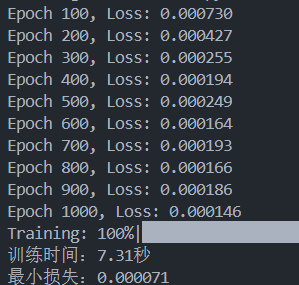 Epoch 100, Loss: 0.000730
Epoch 200, Loss: 0.000427
Epoch 300, Loss: 0.000255
Epoch 400, Loss: 0.000194
Epoch 500, Loss: 0.000249
Epoch 600, Loss: 0.000164
Epoch 700, Loss: 0.000193
Epoch 800, Loss: 0.000166
Epoch 900, Loss: 0.000186
Epoch 1000, Loss: 0.000146
Training: 100%|
训练时间: 7.31秒
最小损失: 0.000071